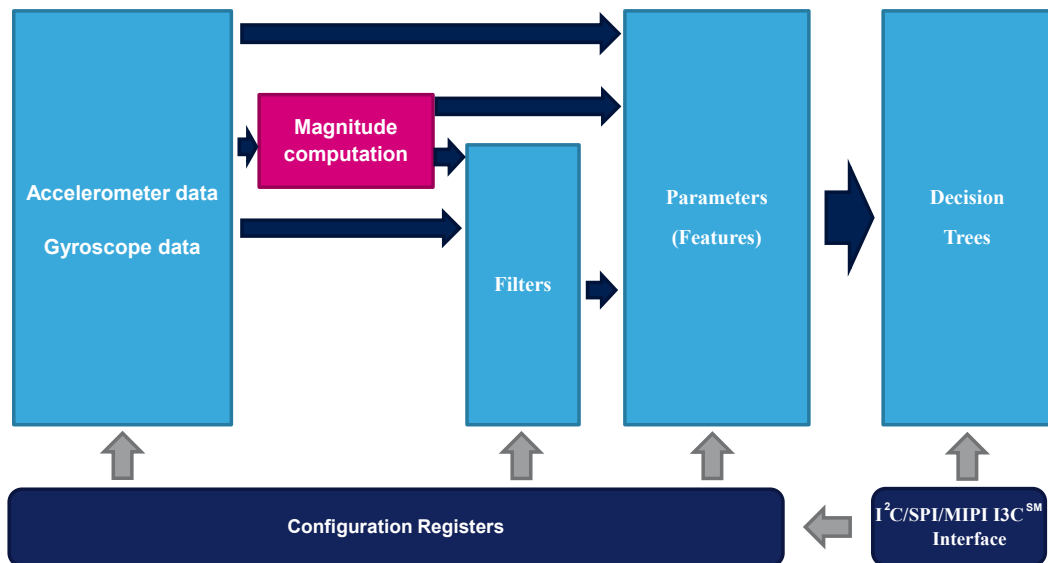 Magnitude
computation
Accelerometer data
Gyroscope data
Filters
Parameters
(Features)
Decision
Trees
Configuration Registers
I²C/SPI/MIPI I3C℠
Interface